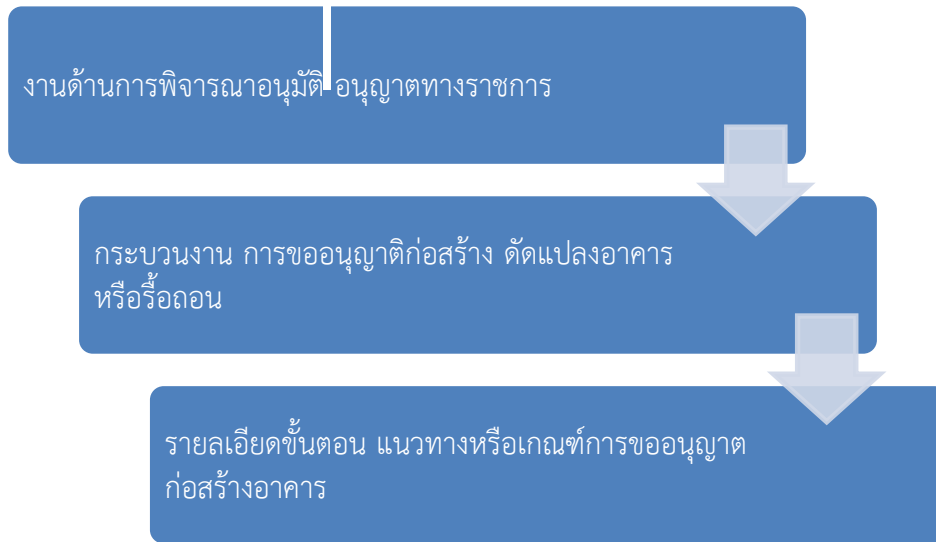 งานด้านการพิจารณาอนุมัติ อนุญาตทางราชการ
กระบวนงาน การขออนุญาติก่อสร้าง ดัดแปลงอาคาร
หรือรื้อถอน
รายลเอียดขั้นตอน แนวทางหรือเกณฑ์การขออนุญาต
ก่อสร้างอาคาร